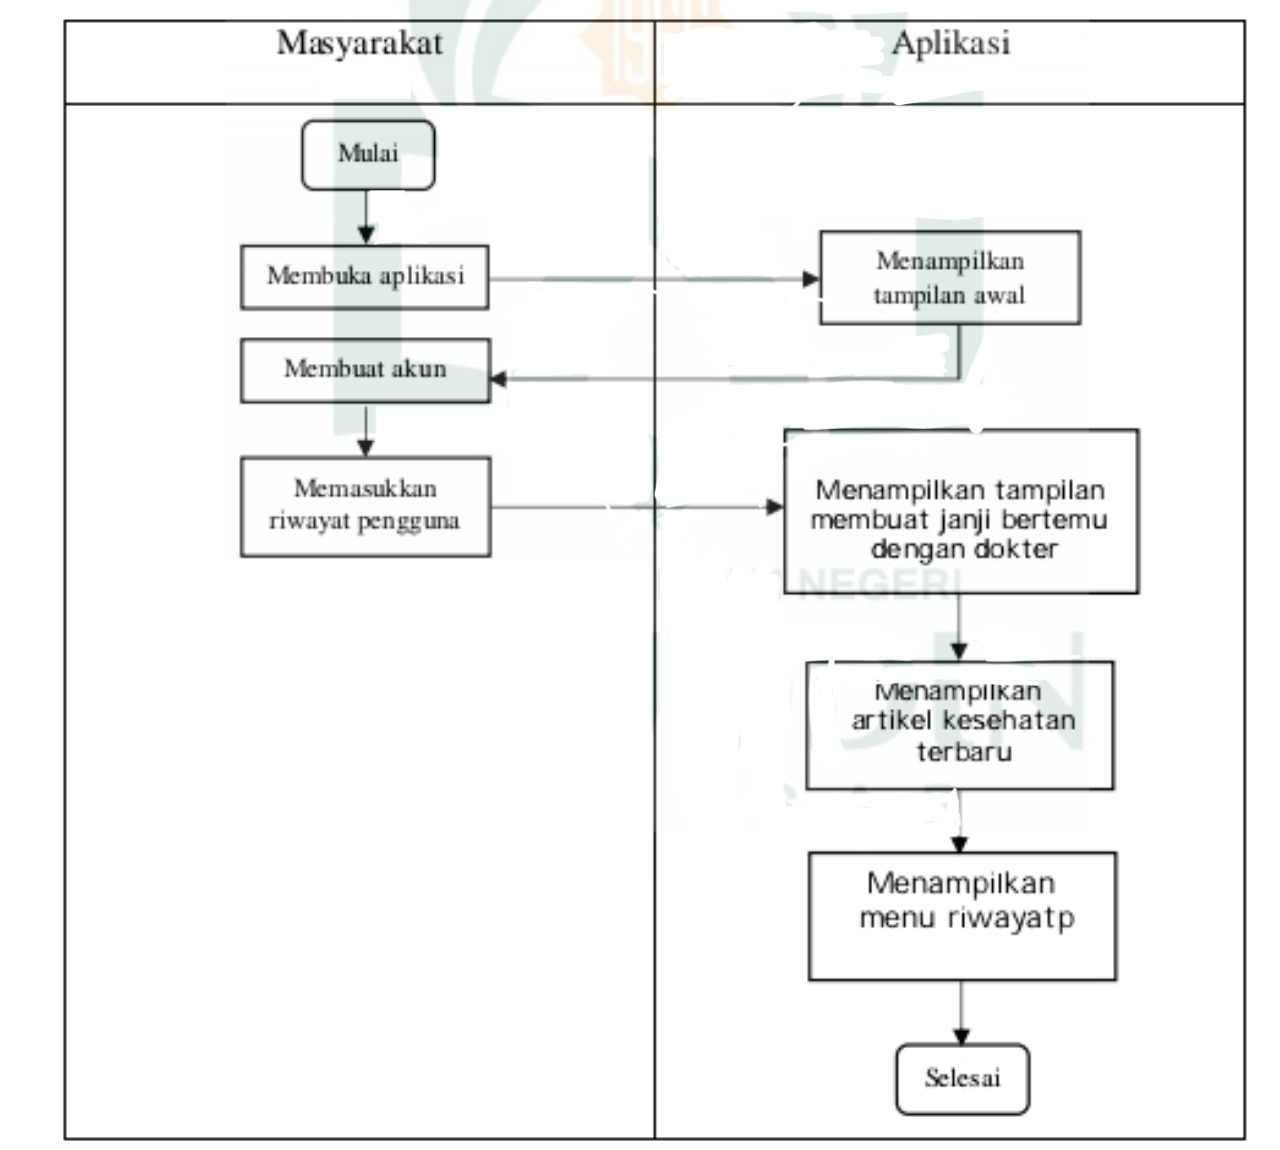 Masyarakat
Aplikasi
Mulai
Membuka aplikasi
Menampilkan
tampilan awal
Membuat akun
Memasukkan
riwayat pengguna
Menampilkan tampilan
membuat janji bertemu
dengan dokter
NEGERI
Menampilkan
artikel kesehatan
terbaru
Menampilkan
menu riwayatp
Selesai